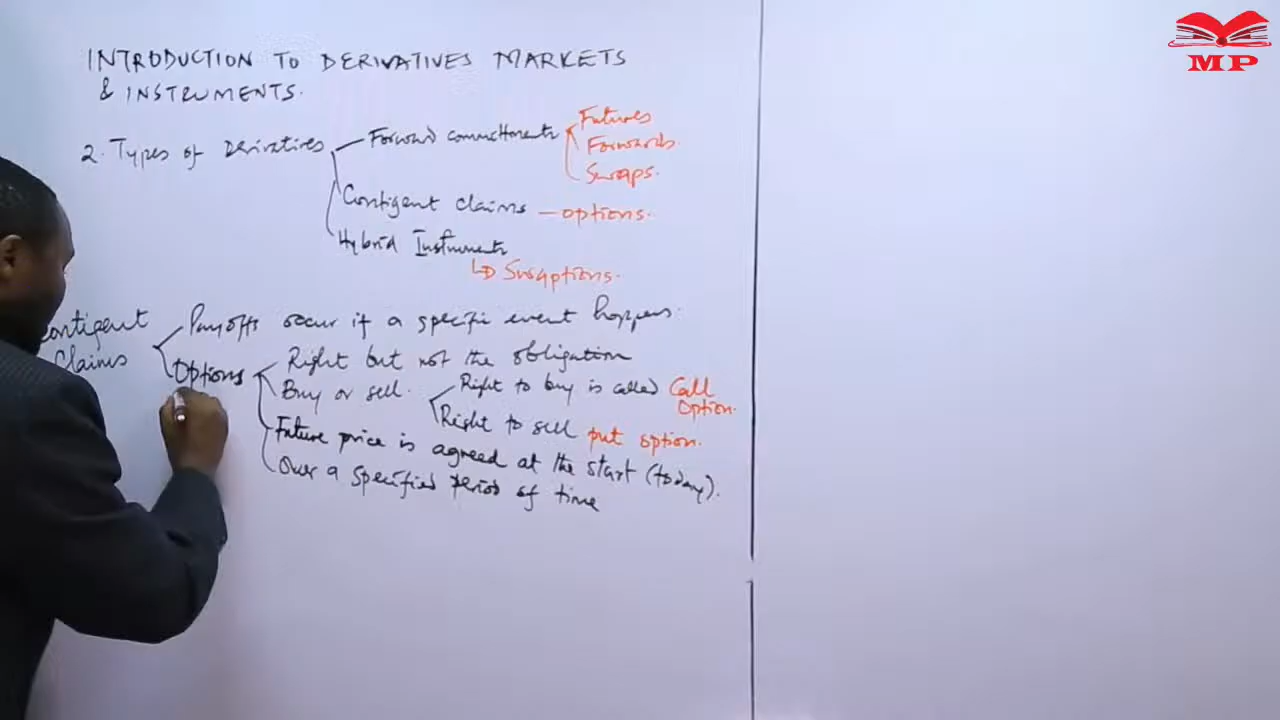 MP
INTRODUCTION TO DERIVATIVES MARKETS
& INSTRUMENTS.
2. Types of Derivatives
Forward commitments
Futures
Forwards
Swaps.
Contigent Claims - options.
Hybrid Instruments
Swaptions.
ontigent
Claims
Payoffs occur if a specific event happens.
Options
Right but not the obligation
Buy or sell.
Right to buy is called Call
Option.
Right to sell put option.
Future price is agreed at the start (today).
Over a specified period of time